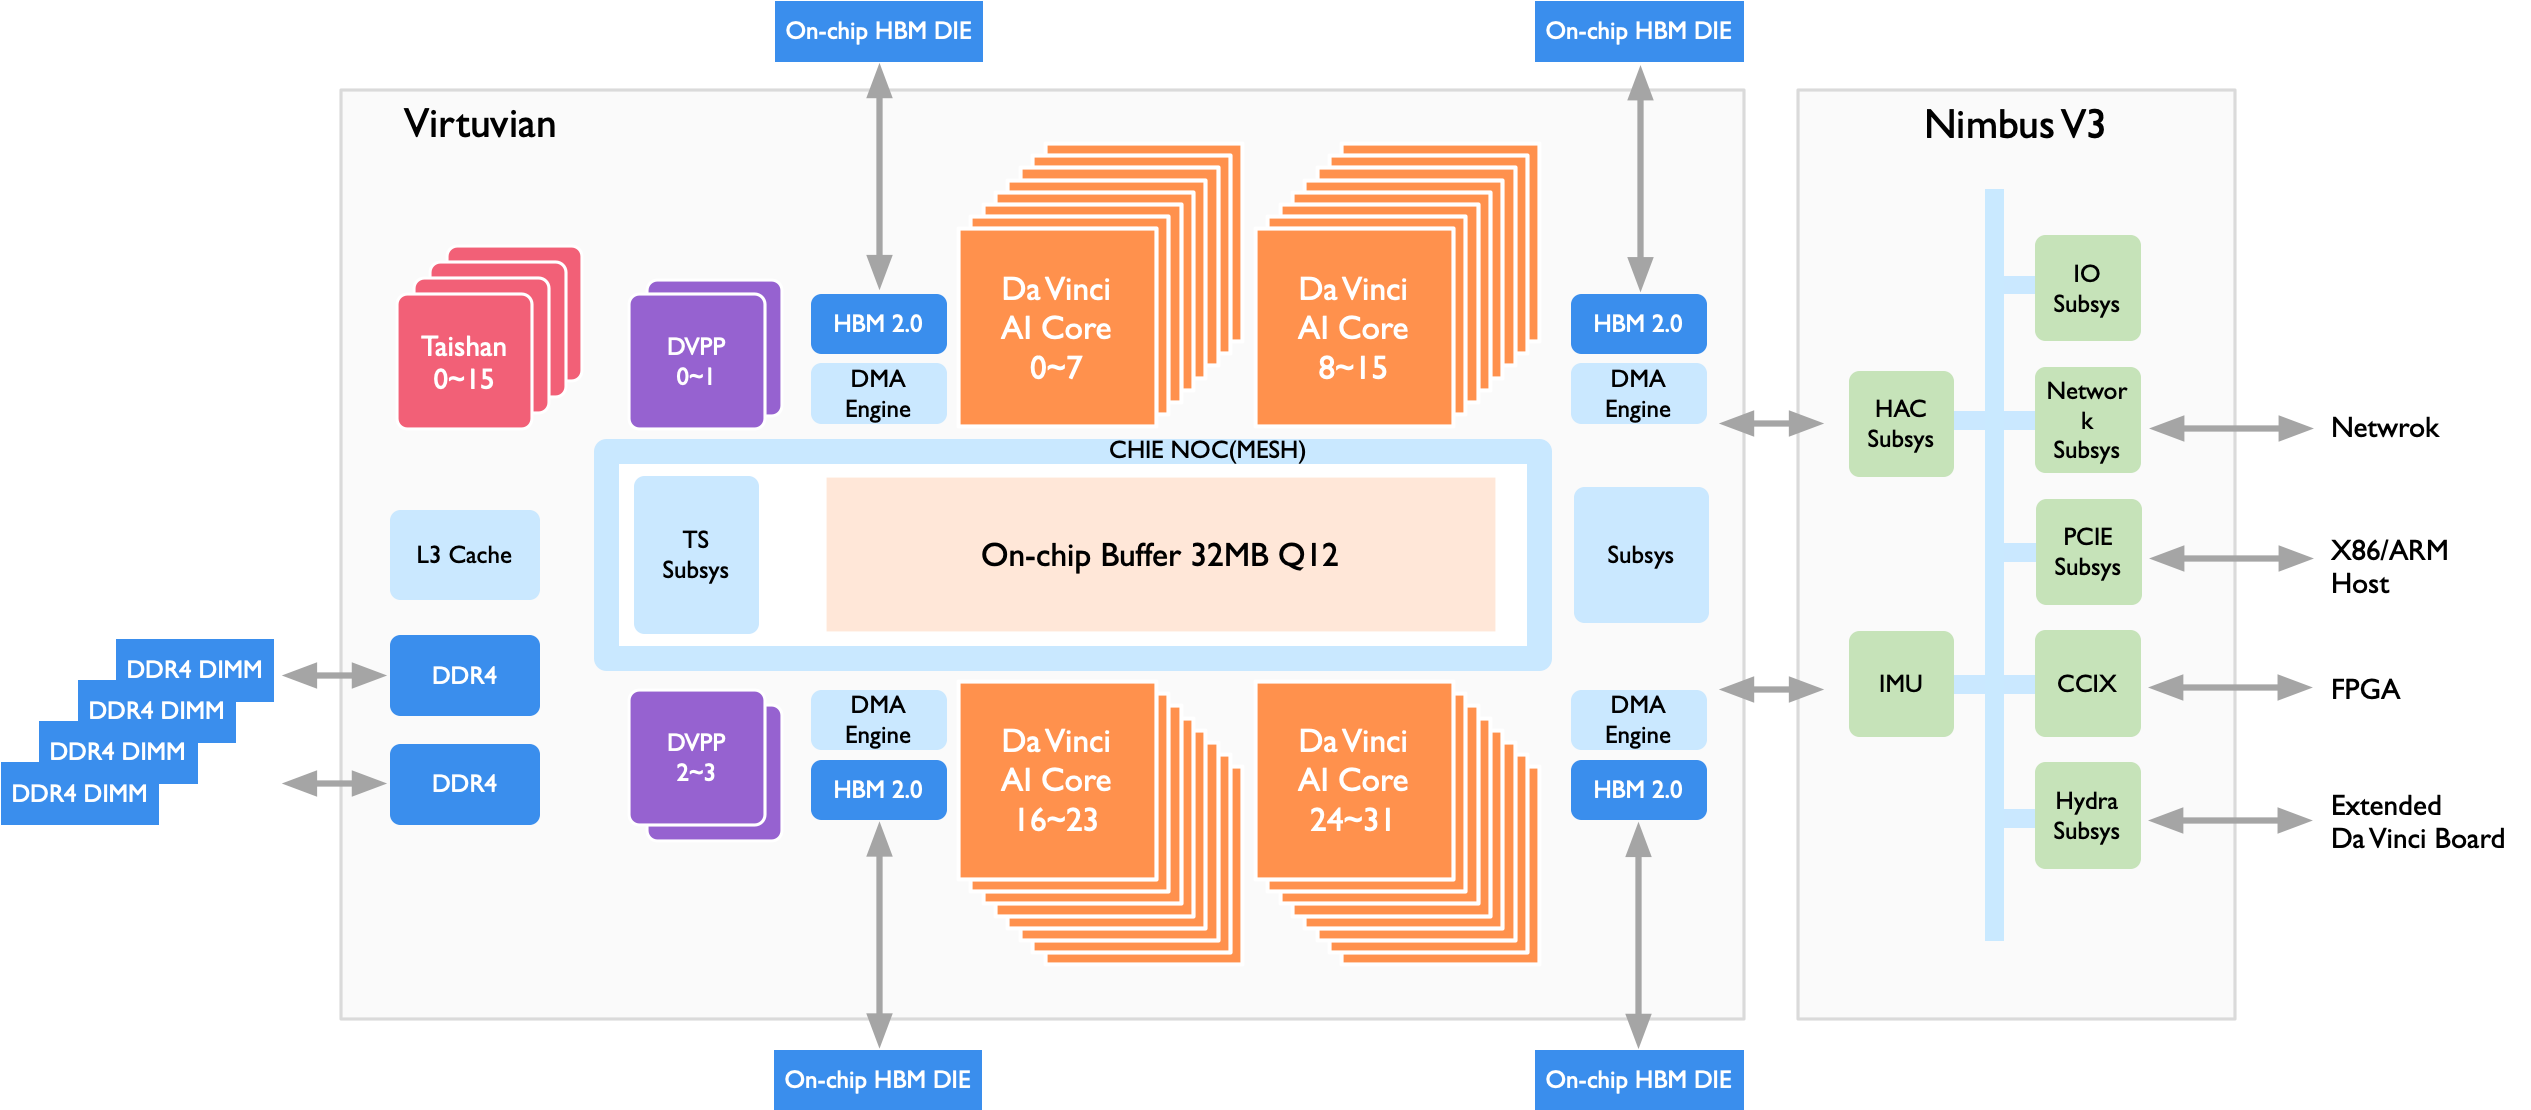 On-chip HBM DIE
On-chip HBM DIE
Virtuvian
Nimbus V3
Taishan
0~15
DVPP
0~1
HBM 2.0
DMA
Engine
Da Vinci
AI Core
0~7
Da Vinci
AI Core
8~15
HBM 2.0
DMA
Engine
CHIE NOC(MESH)
L3 Cache
TS
Subsys
On-chip Buffer 32MB Q12
Subsys
DDR4 DIMM
DDR4 DIMM
DDR4 DIMM
DDR4 DIMM
DDR4
DDR4
DVPP
2~3
DMA
Engine
HBM 2.0
Da Vinci
AI Core
16~23
Da Vinci
AI Core
24~31
DMA
Engine
HBM 2.0
On-chip HBM DIE
On-chip HBM DIE
IO
Subsys
HAC
Subsys
Networ
k
Subsys
Netwrok
PCIE
Subsys
X86/ARM
Host
IMU
CCIX
FPGA
Hydra
Subsys
Extended
Da Vinci Board